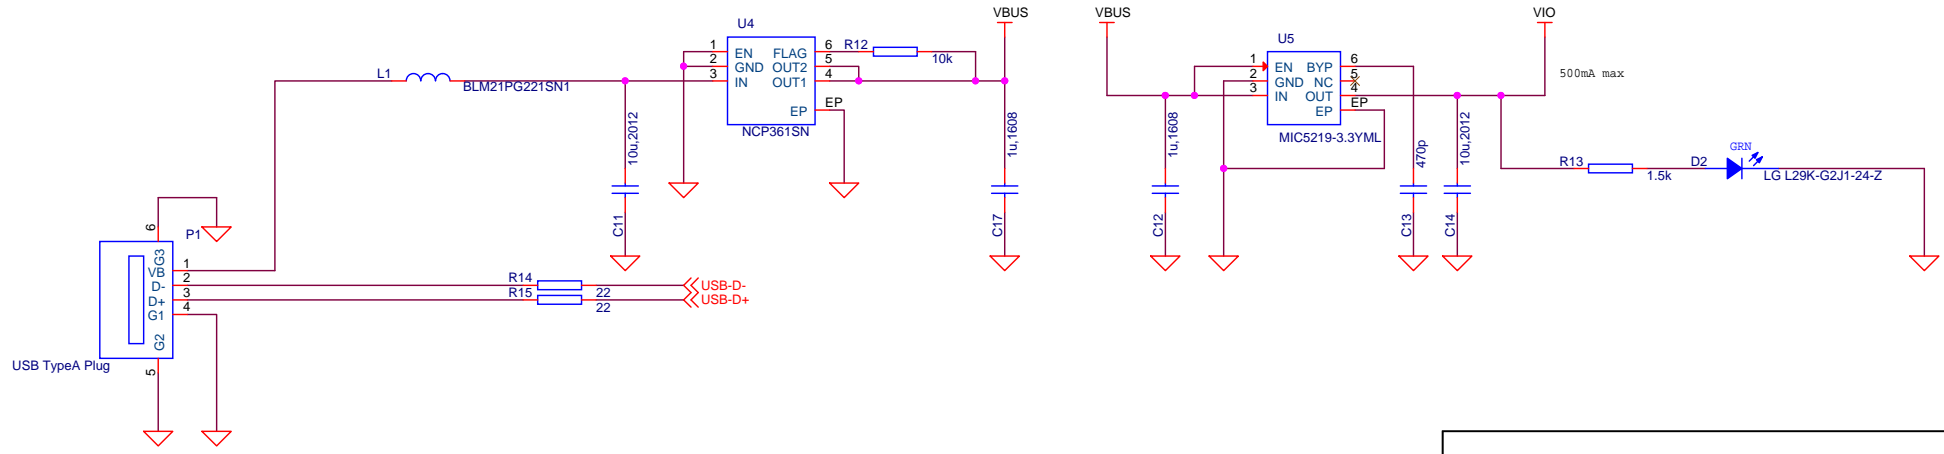 VBUS
VBUS
VIO
U4
U5
1 EN FLAG 6
2 GND OUT2 5
3 IN OUT1 4
EP EP
NCP361SN
R12
10k
L1
BLM21PG221SN1
10u,2012
C11
1u,1608
C17
1 EN BYP 6
2 GND NC 5
3 IN OUT 4
EP EP
MIC5219-3.3YML
500mA max
1u,1608
C12
470p
C13
10u,2012
C14
R13
1.5k
D2
GRN
LG L29K-G2J1-24-Z
P1
6
G3
VB 1
D- 2
D+ 3
G1 4
G2
5
USB TypeA Plug
R14
22
USB-D-
R15
22
USB-D+